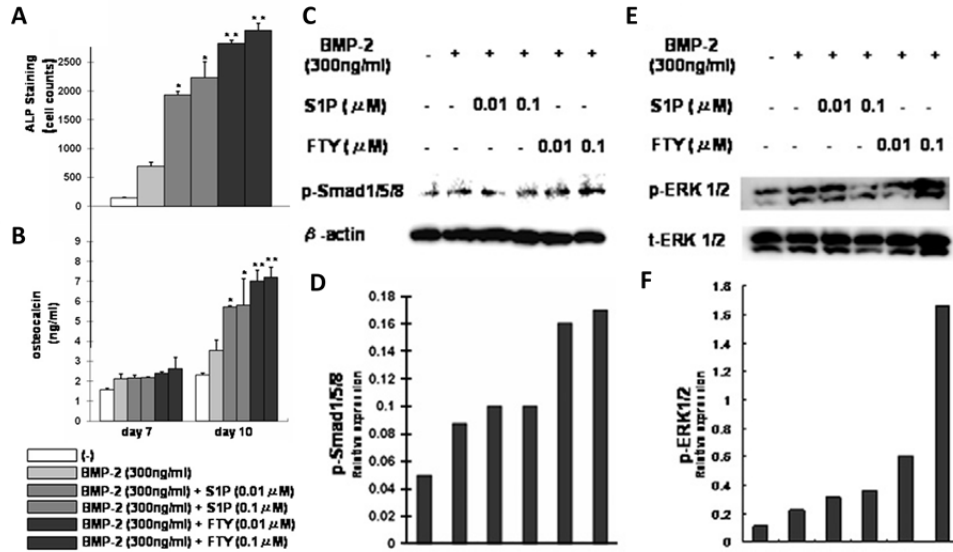 A
ALP Staining
(cell counts)
2500
2000
1500
1000
500
0
*
*
**
**
B
osteocalcin
(ng/ml)
9
8
7
6
5
4
3
2
1
0
*
*
**
**
day 7
day 10
(-)
BMP-2 (300ng/ml)
BMP-2 (300ng/ml) + S1P (0.01 μM)
BMP-2 (300ng/ml) + S1P (0.1 μM)
BMP-2 (300ng/ml) + FTY (0.01 μM)
BMP-2 (300ng/ml) + FTY (0.1 μM)
C
BMP-2
(300ng/ml)
- + + + + +
S1P (μM)
- - 0.01 0.1 - -
FTY (μM)
- - - - 0.01 0.1
p-Smad1/5/8
β-actin
D
p-Smad1/5/8
Relative expression
0.18
0.16
0.14
0.12
0.10
0.08
0.06
0.04
0.02
0
E
BMP-2
(300ng/ml)
- + + + + +
S1P (μM)
- - 0.01 0.1 - -
FTY (μM)
- - - - 0.01 0.1
p-ERK 1/2
t-ERK 1/2
F
p-ERK1/2
Relative expression
1.8
1.6
1.4
1.2
1
0.8
0.6
0.4
0.2
0